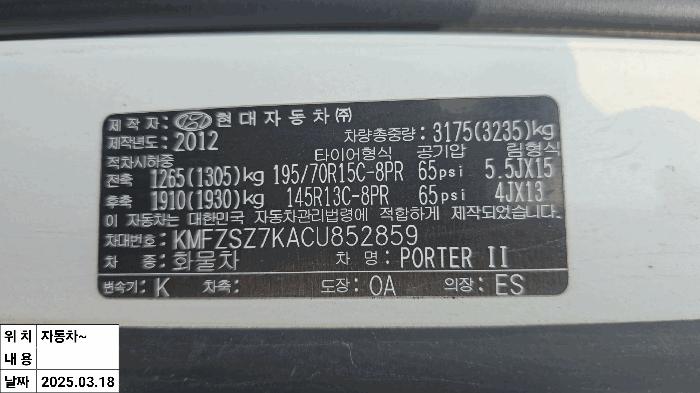 제작자: 현대자동차(주)
제작년도: 2012 차량총중량: 3175(3235)kg
적차시하중 타이어형식 공기압 림형식
전축 1265(1305)kg 195/70R15C-8PR 65psi 5.5JX15
후축 1910(1930)kg 145R13C-8PR 65psi 4JX13
이 자동차는 대한민국 자동차관리법령에 적합하게 제작되었습니다.
차대번호: KMFZSZ7KACU852859
차 종: 화물차 차 명: PORTER II
변속기: K 차축: 도장: OA 의장: ES
위 치 자동차~
내 용
날짜 2025.03.18